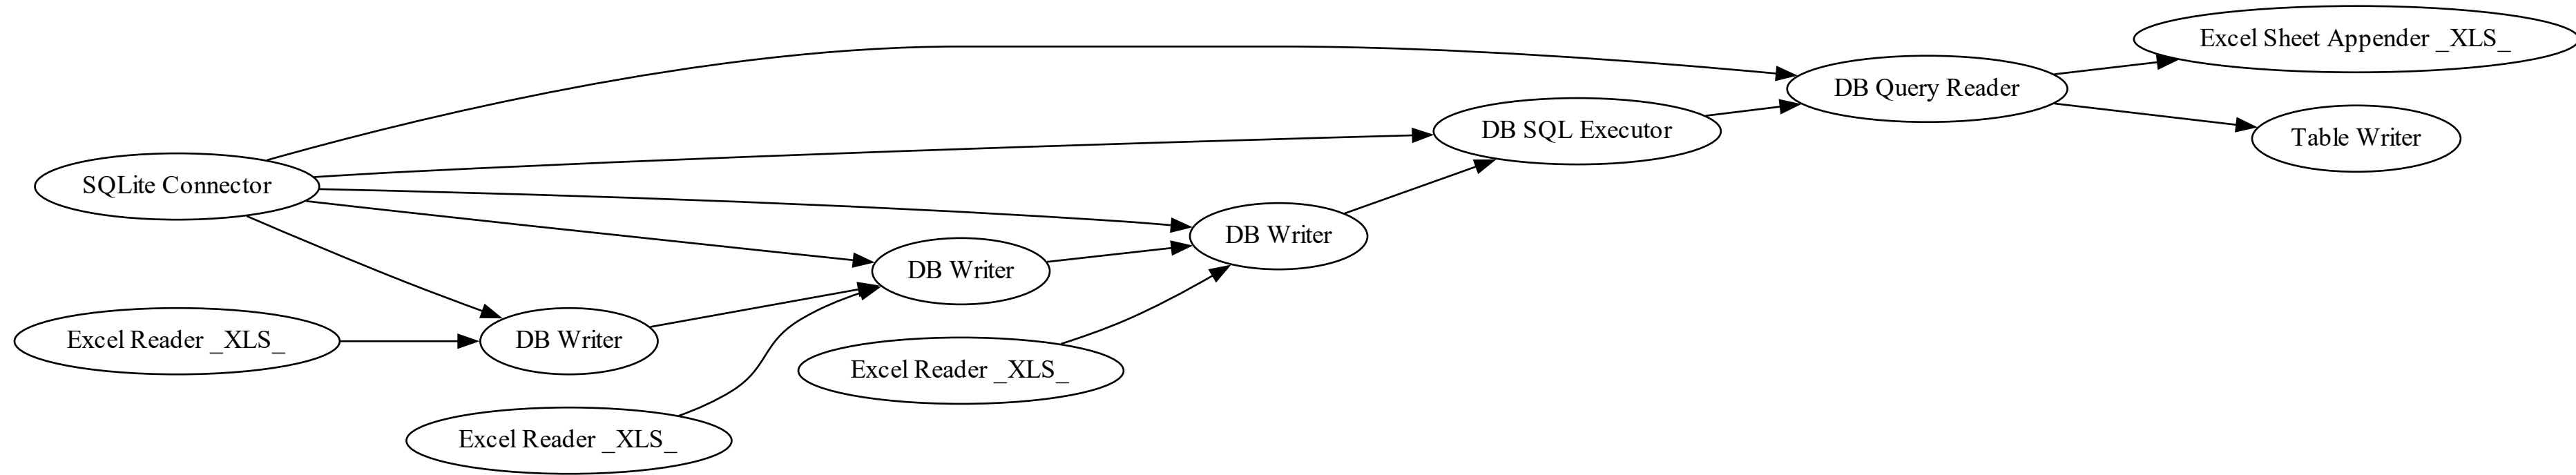 Excel Sheet Appender _XLS_
DB Query Reader
DB SQL Executor
Table Writer
SQLite Connector
DB Writer
DB Writer
Excel Reader _XLS_
DB Writer
Excel Reader _XLS_
Excel Reader _XLS_